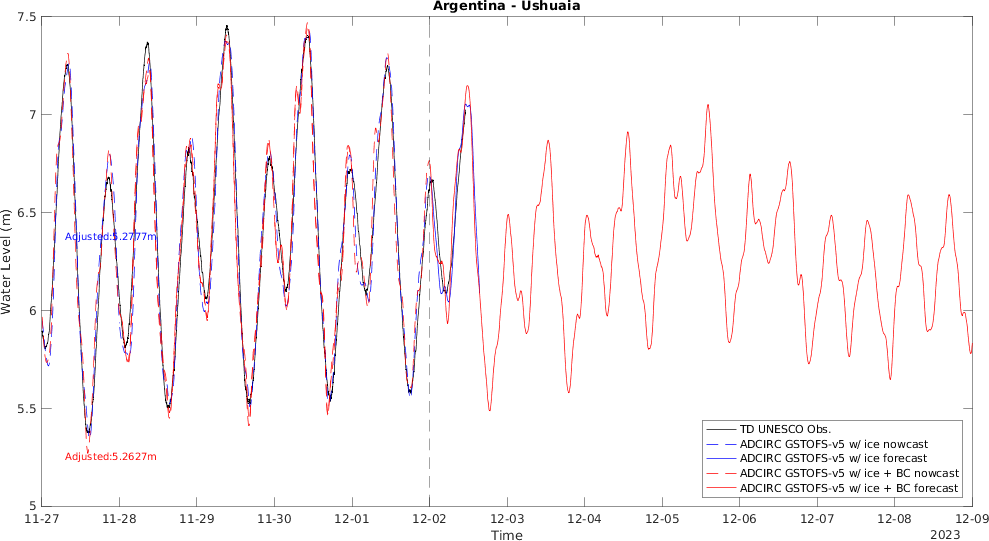 Argentina - Ushuaia
7.5
7
6.5
6
5.5
5
Water Level (m)
Adjusted:5.2777m
Adjusted:5.2627m
TD UNESCO Obs.
ADCIRC GSTOFS-v5 w/ ice nowcast
ADCIRC GSTOFS-v5 w/ ice forecast
ADCIRC GSTOFS-v5 w/ ice + BC nowcast
ADCIRC GSTOFS-v5 w/ ice + BC forecast
11-27 11-28 11-29 11-30 12-01 12-02 12-03 12-04 12-05 12-06 12-07 12-08 12-09
Time
2023